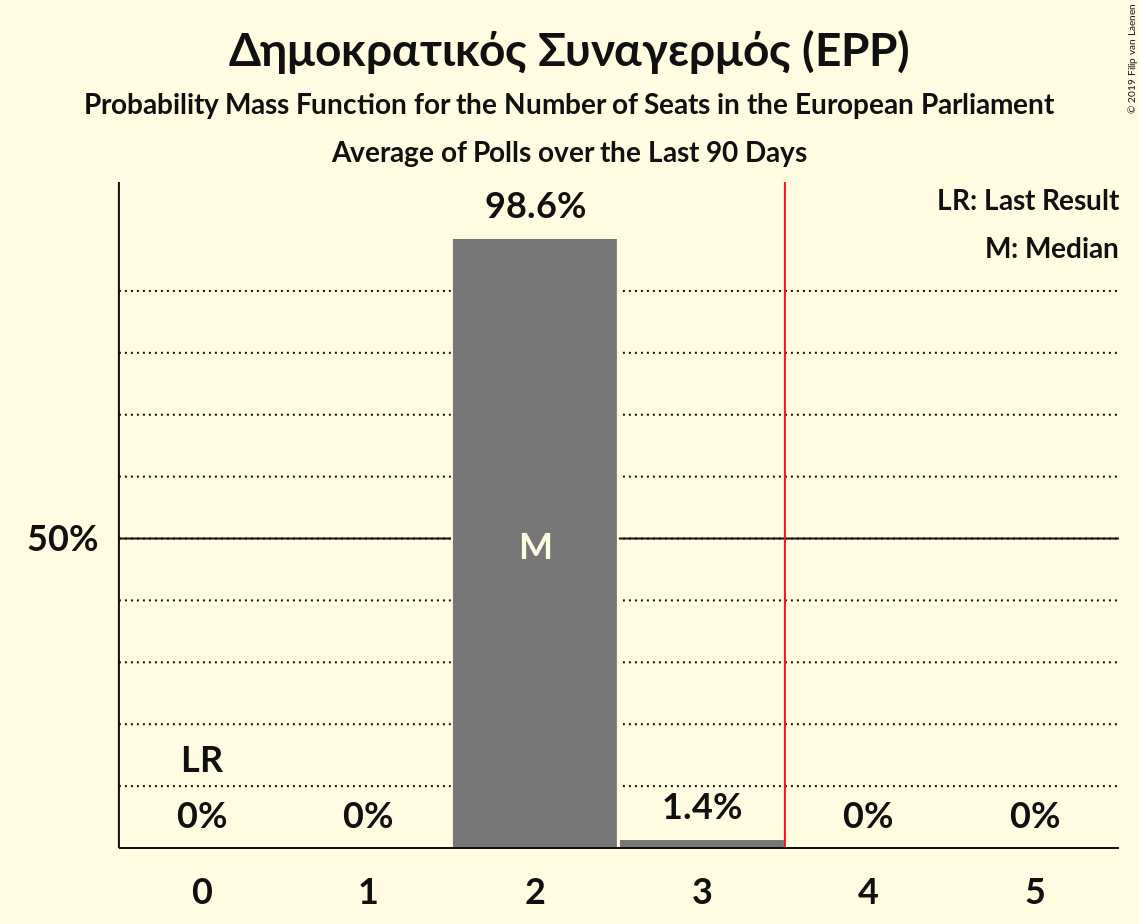 Δημοκρατικός Συναγερμός (EPP)
Probability Mass Function for the Number of Seats in the European Parliament
Average of Polls over the Last 90 Days
© 2019 Filip van Laenen
LR: Last Result
M: Median
98.6%
50%
M
LR
0%
0%
1.4%
0%
0%
0
1
2
3
4
5